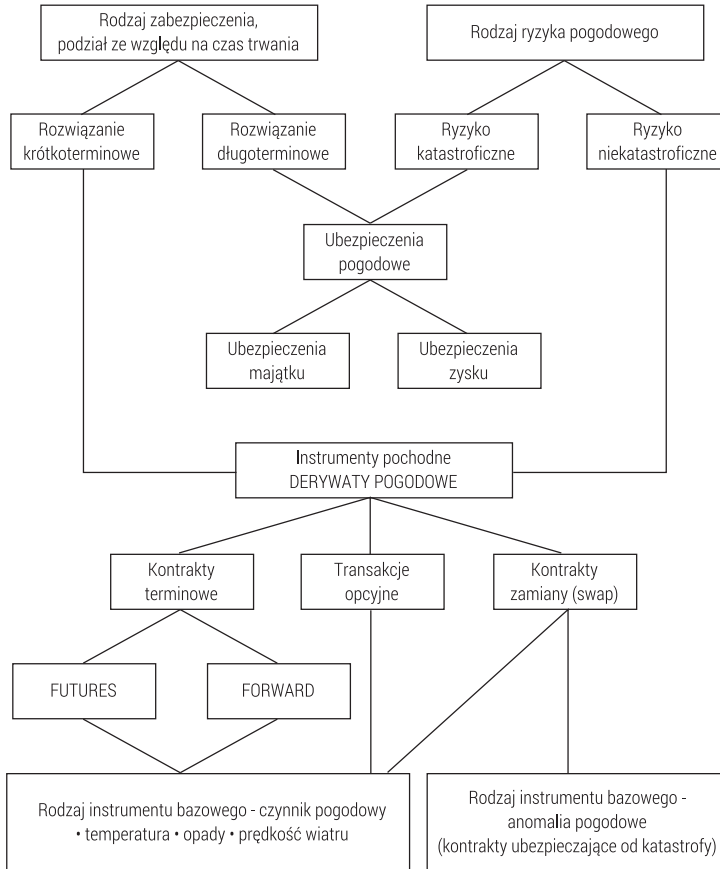 Rodzaj zabezpieczenia,
podział ze względu na czas trwania
Rodzaj ryzyka pogodowego
Rozwiązanie
krótkoterminowe
Rozwiązanie
długoterminowe
Ryzyko
katastroficzne
Ryzyko
niekatastroficzne
Ubezpieczenia
pogodowe
Ubezpieczenia
majątku
Ubezpieczenia
zysku
Instrumenty pochodne
DERYWATY POGODOWE
Kontrakty
terminowe
Transakcje
opcyjne
Kontrakty
zamiany (swap)
FUTURES
FORWARD
Rodzaj instrumentu bazowego - czynnik pogodowy
• temperatura • opady • prędkość wiatru
Rodzaj instrumentu bazowego -
anomalia pogodowe
(kontrakty ubezpieczające od katastrofy)